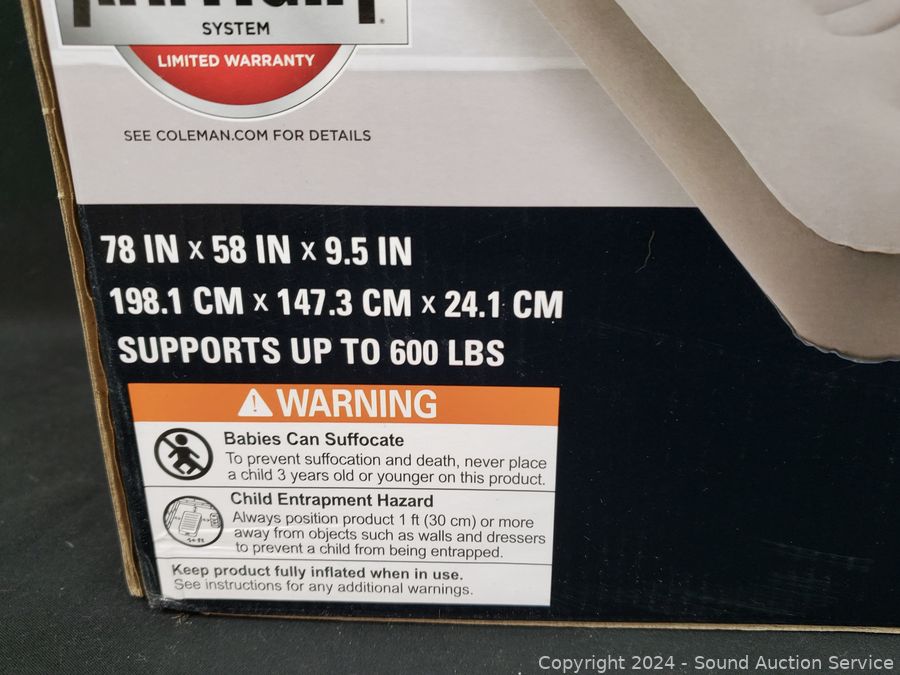 SYSTEM
LIMITED WARRANTY
SEE COLEMAN.COM FOR DETAILS
78 IN x 58 IN x 9.5 IN
198.1 CM x 147.3 CM x 24.1 CM
SUPPORTS UP TO 600 LBS
WARNING
Babies Can Suffocate
To prevent suffocation and death, never place
a child 3 years old or younger on this product.
Child Entrapment Hazard
Always position product 1 ft (30 cm) or more
away from objects such as walls and dressers
to prevent a child from being entrapped.
Keep product fully inflated when in use.
See instructions for any additional warnings.
Copyright 2024 - Sound Auction Service